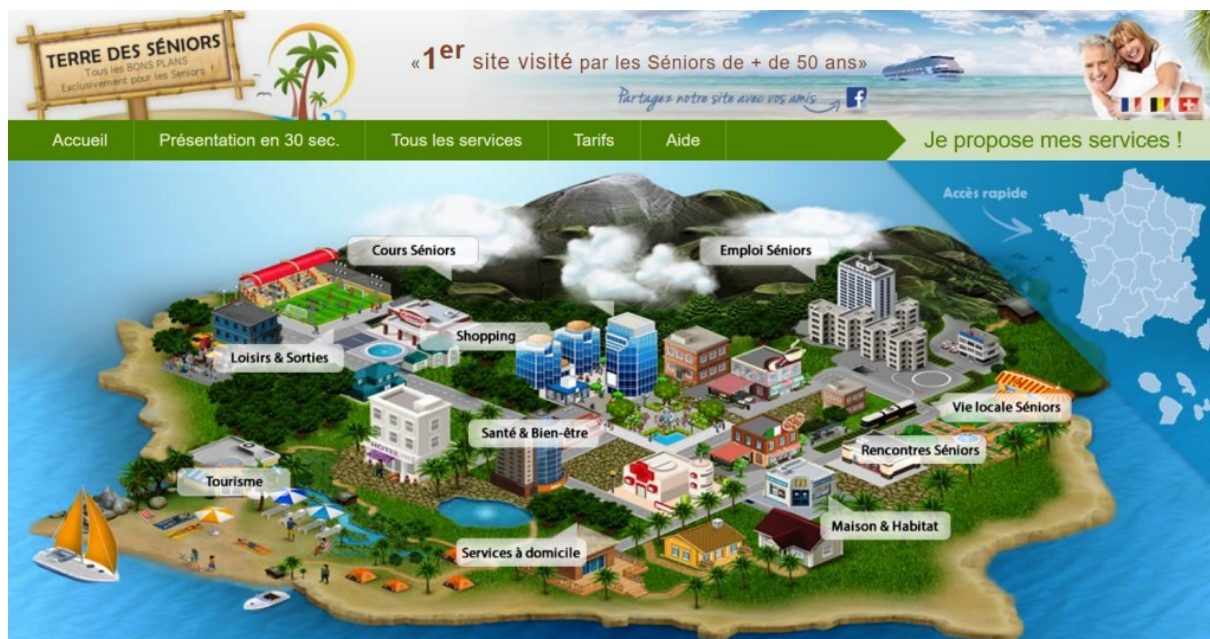 TERRE DES SÉNIORS
Tous les BONS PLANS
Exclusivement pour les Seniors !
«1er site visité par les Séniors de + de 50 ans»
Partagez notre site avec vos amis
f
Accueil
Présentation en 30 sec.
Tous les services
Tarifs
Aide
Je propose mes services !
Accès rapide
Cours Séniors
Emploi Séniors
Shopping
Loisirs & Sorties
Vie locale Séniors
Santé & Bien-être
Rencontres Séniors
Tourisme
HOTEL
Maison & Habitat
Services à domicile